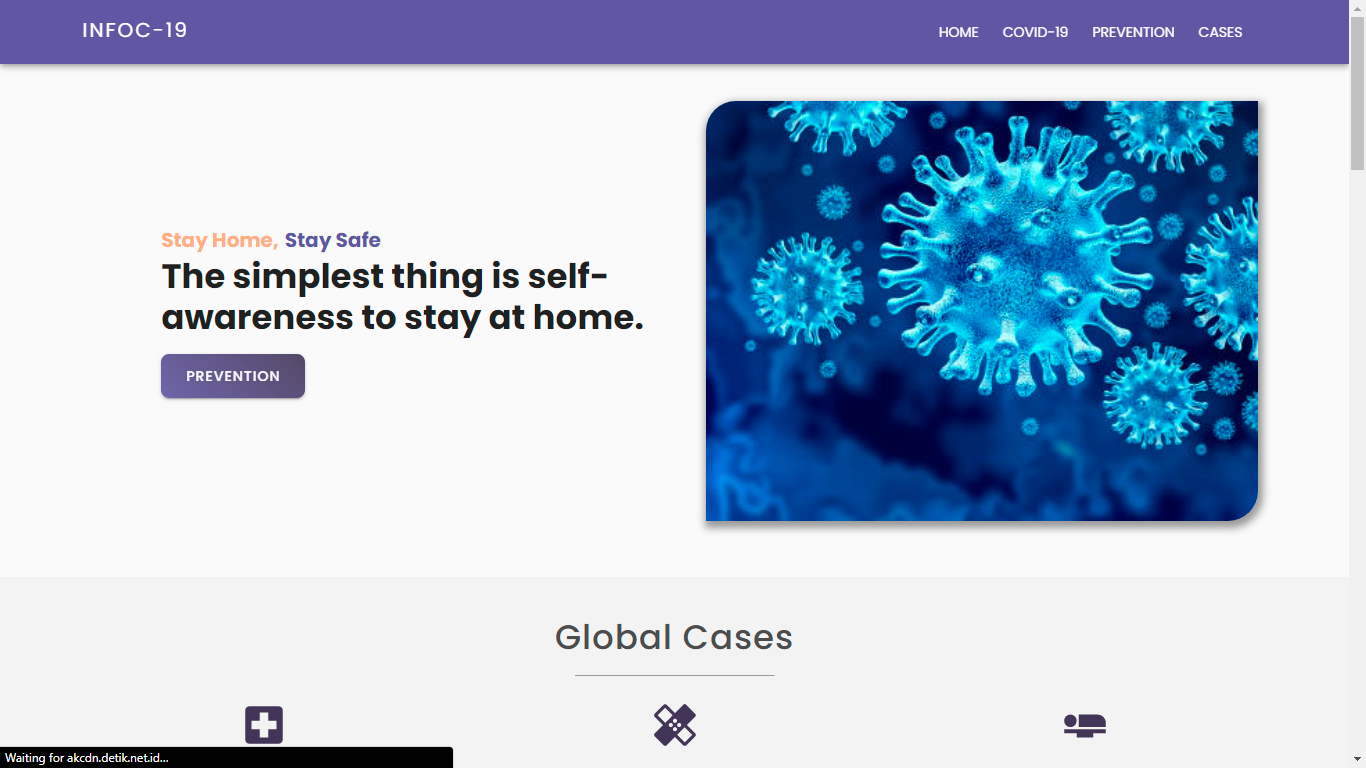 INFOC-19
HOME COVID-19 PREVENTION CASES
Stay Home, Stay Safe
The simplest thing is self-
awareness to stay at home.
PREVENTION
Global Cases
Waiting for akcdn.detik.net.id...